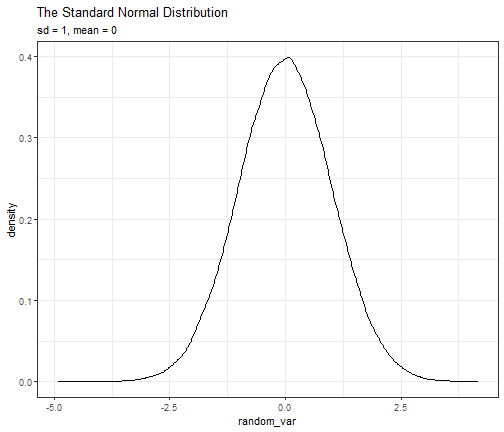 The Standard Normal Distribution
sd = 1, mean = 0
0.4
0.3
0.2
0.1
0.0
density
-5.0 -2.5 0.0 2.5
random_var